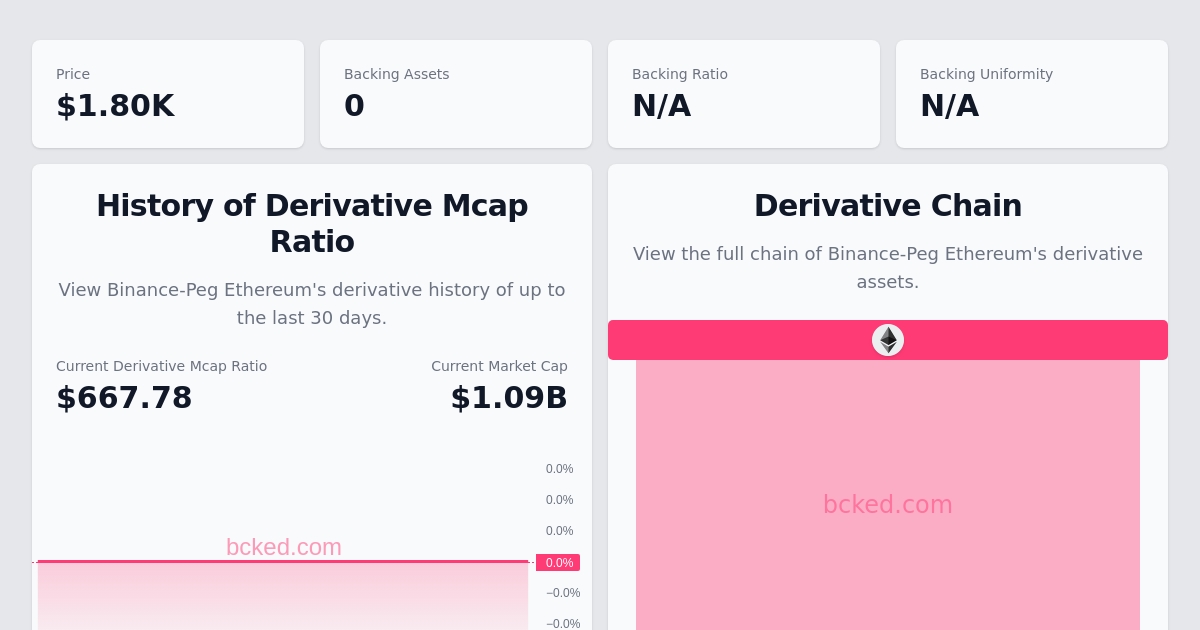 Price
$1.80K
Backing Assets
0
Backing Ratio
N/A
Backing Uniformity
N/A
History of Derivative Mcap
Ratio
View Binance-Peg Ethereum's derivative history of up to
the last 30 days.
Current Derivative Mcap Ratio
$667.78
Current Market Cap
$1.09B
0.0%
0.0%
0.0%
0.0%
−0.0%
−0.0%
bcked.com
Derivative Chain
View the full chain of Binance-Peg Ethereum's derivative
assets.
bcked.com